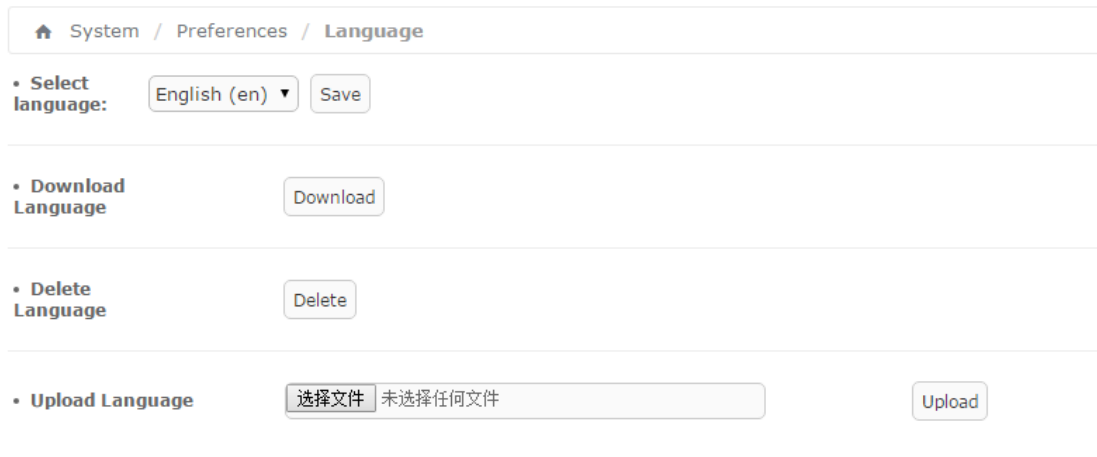 System / Preferences / Language
• Select
language:
English (en)
Save
• Download
Language
Download
• Delete
Language
Delete
• Upload Language
选择文件 未选择任何文件
Upload